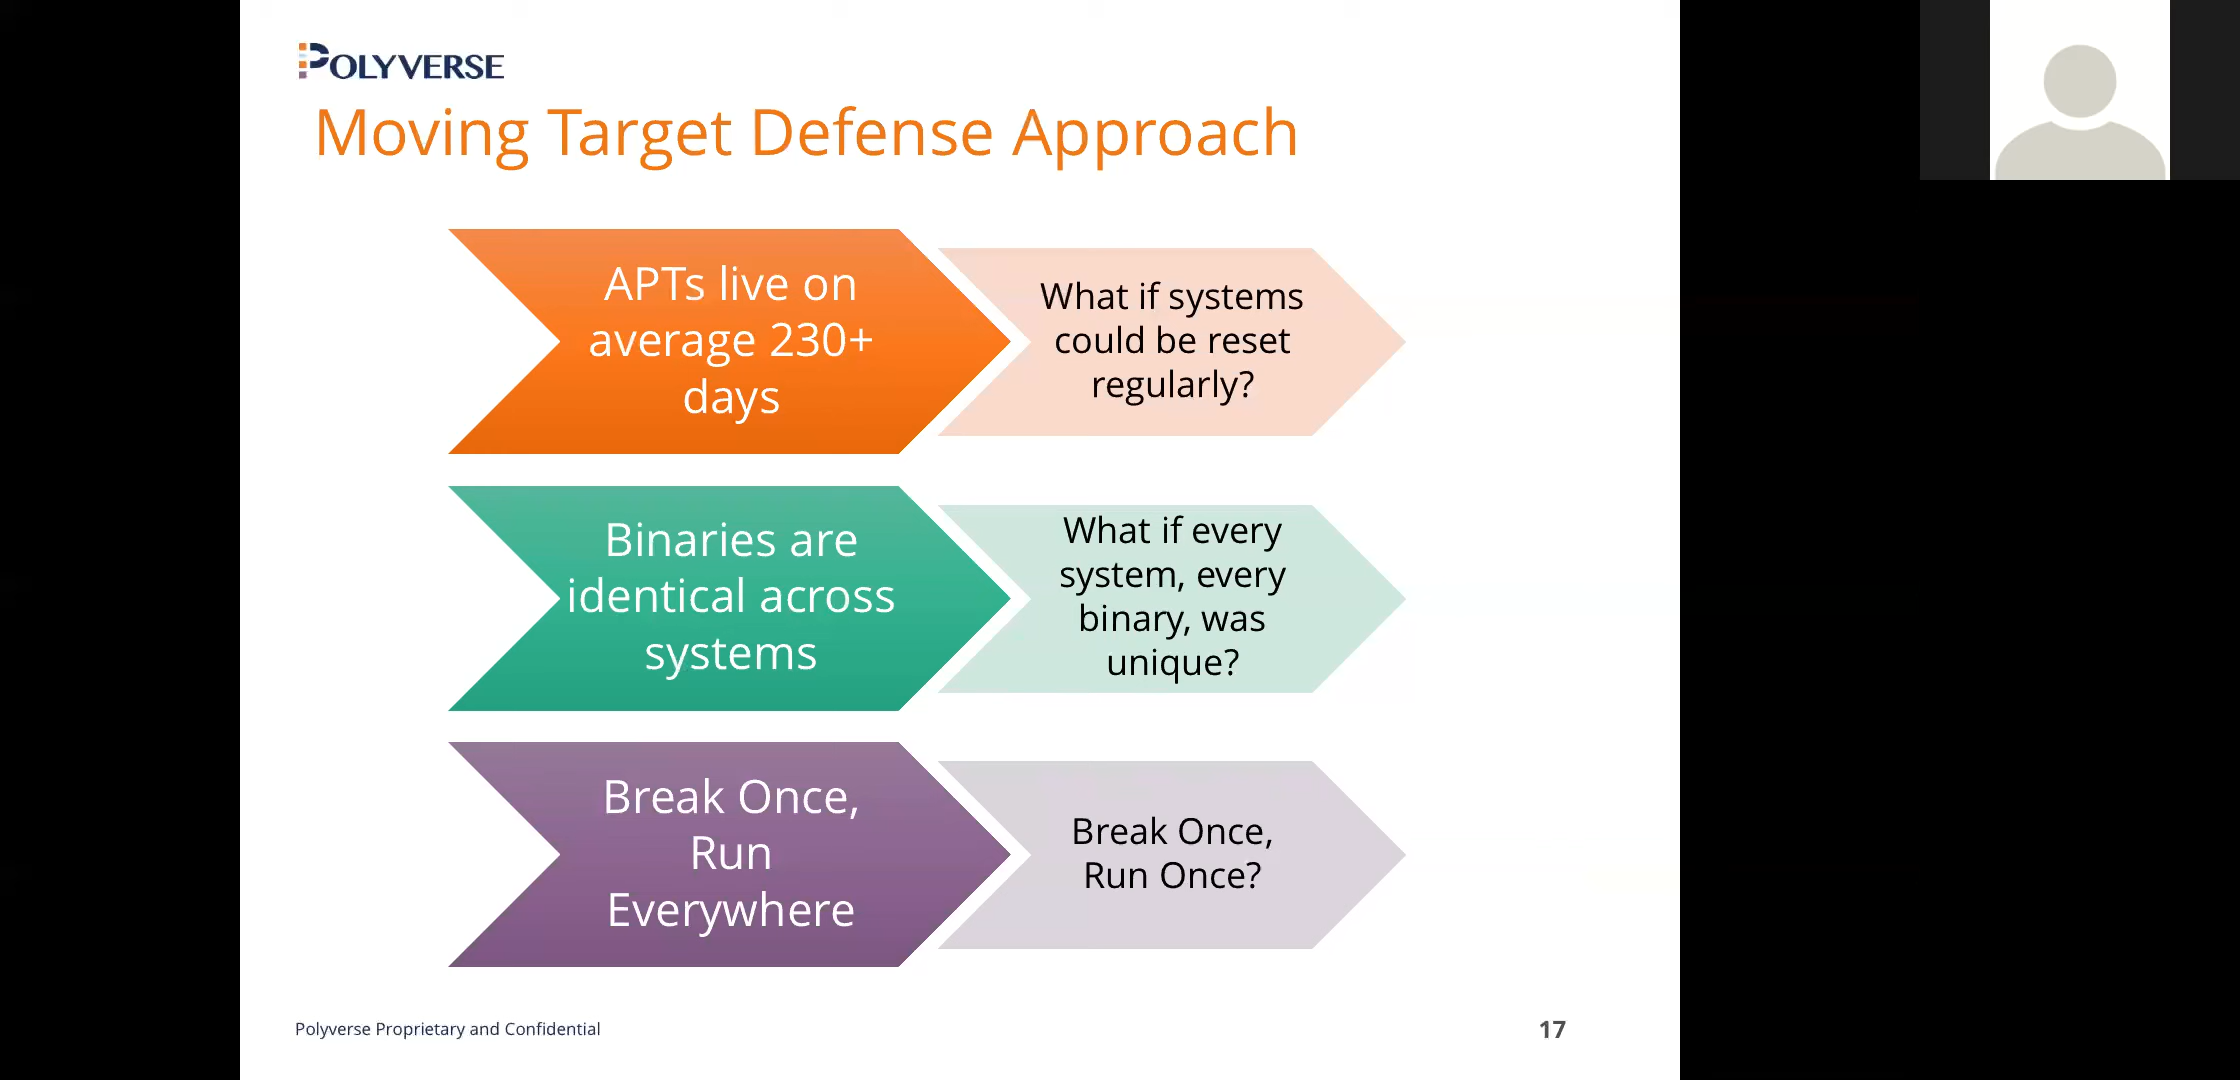 POLYVERSE
Moving Target Defense Approach
APTs live on
average 230+
days
What if systems
could be reset
regularly?
Binaries are
identical across
systems
What if every
system, every
binary, was
unique?
Break Once,
Run
Everywhere
Break Once,
Run Once?
Polyverse Proprietary and Confidential
17